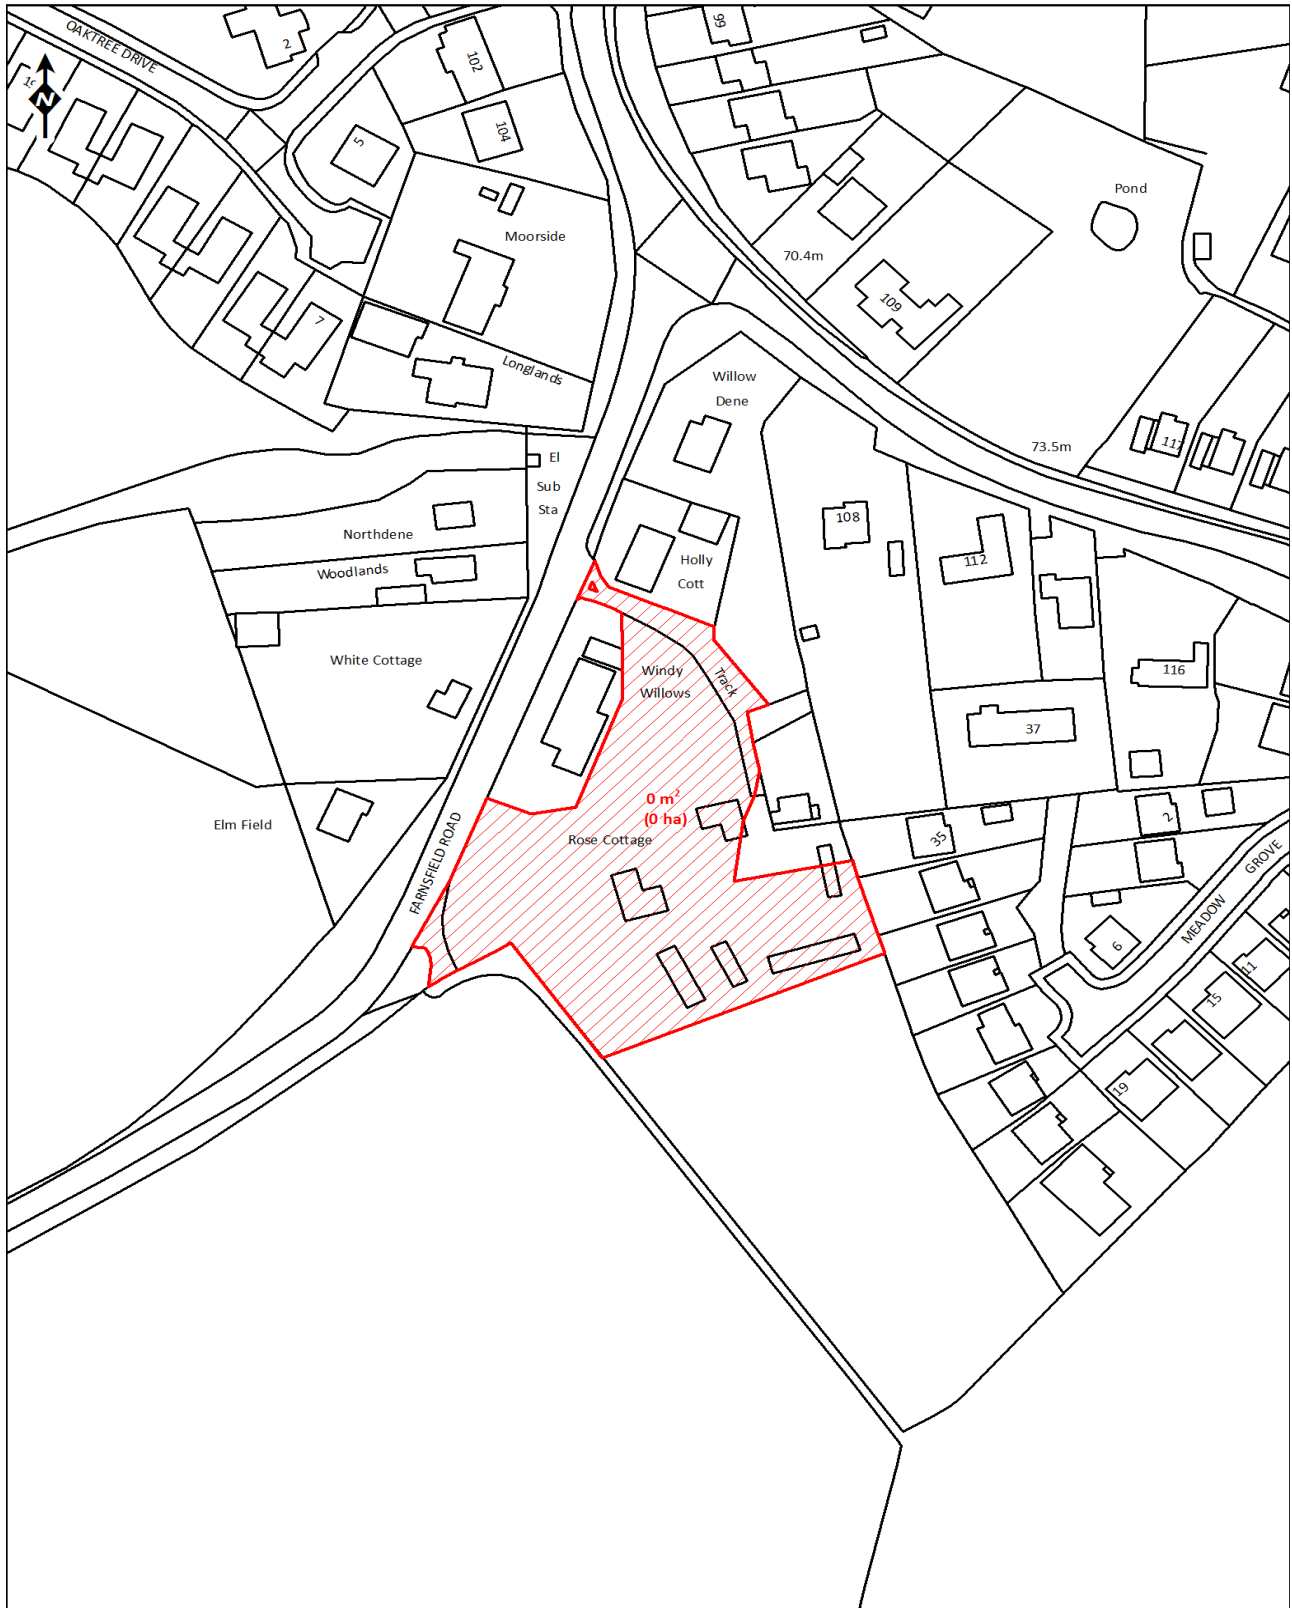 OAKTREE DRIVE
2
102
99
N
5
104
Pond
Moorside
70.4m
109
7
Longlands
Willow
Dene
117
73.5m
El
Sub
Sta
108
Northdene
112
Holly
Cott
Woodlands
White Cottage
Windy
Willows
Track
116
37
0 m²
(0 ha)
Elm Field
Rose Cottage
FARNSFIELD ROAD
35
2
MEADOW GROVE
6
11
15
19